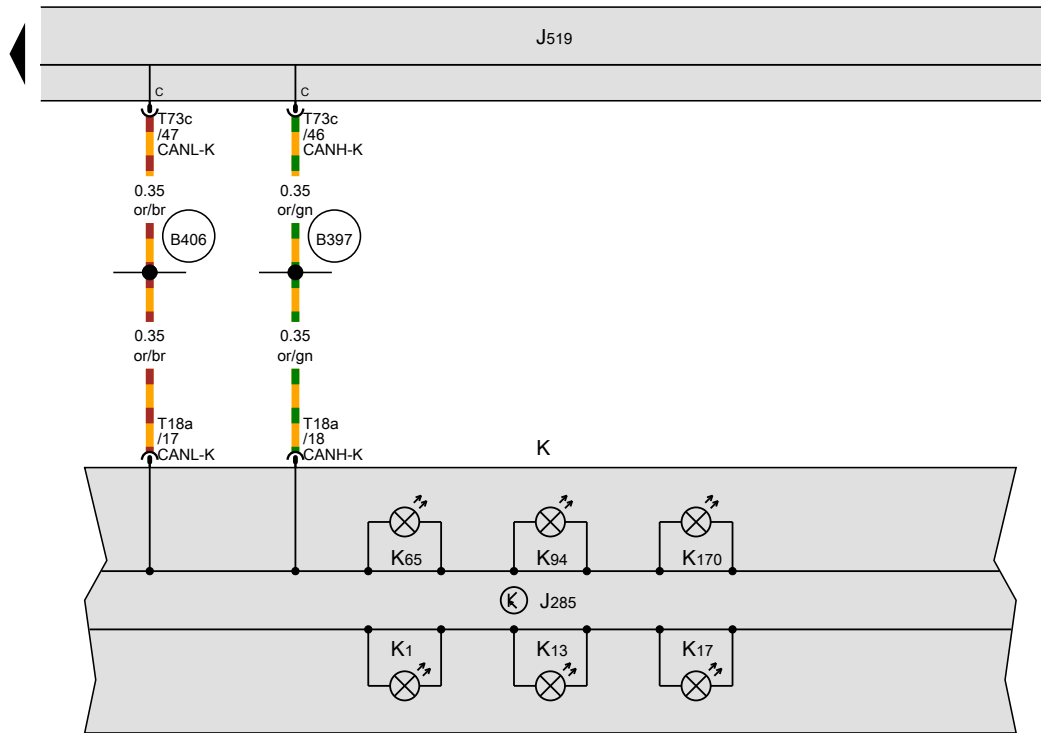 J519
C
C
T73c
/47
CANL-K
T73c
/46
CANH-K
0.35
or/br
0.35
or/gn
B406
B397
0.35
or/br
0.35
or/gn
T18a
/17
CANL-K
T18a
/18
CANH-K
K
K65
K94
K170
J285
K1
K13
K17